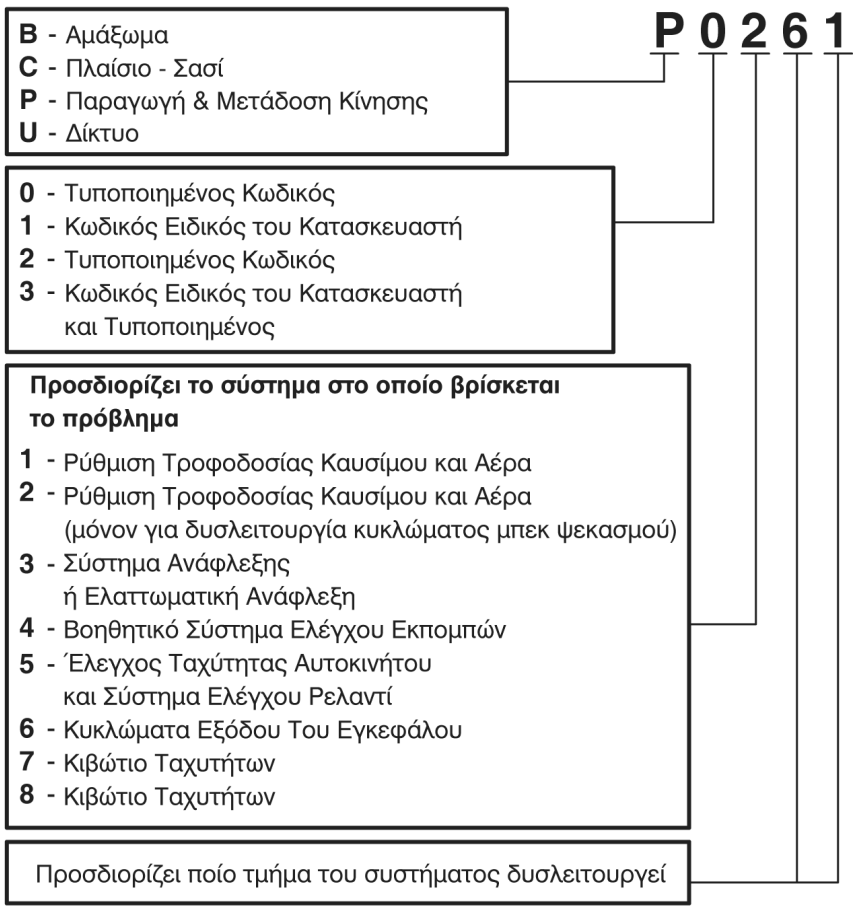 P0261
B - Αμάξωμα
C - Πλαίσιο - Σασί
P - Παραγωγή & Μετάδοση Κίνησης
U - Δίκτυο
0 - Τυποποιημένος Κωδικός
1 - Κωδικός Ειδικός του Κατασκευαστή
2 - Τυποποιημένος Κωδικός
3 - Κωδικός Ειδικός του Κατασκευαστή
και Τυποποιημένος
Προσδιορίζει το σύστημα στο οποίο βρίσκεται
το πρόβλημα
1 - Ρύθμιση Τροφοδοσίας Καυσίμου και Αέρα
2 - Ρύθμιση Τροφοδοσίας Καυσίμου και Αέρα
(μόνον για δυσλειτουργία κυκλώματος μπεκ ψεκασμού)
3 - Σύστημα Ανάφλεξης
ή Ελαττωματική Ανάφλεξη
4 - Βοηθητικό Σύστημα Ελέγχου Εκπομπών
5 - Έλεγχος Ταχύτητας Αυτοκινήτου
και Σύστημα Ελέγχου Ρελαντί
6 - Κυκλώματα Εξόδου Του Εγκεφάλου
7 - Κιβώτιο Ταχυτήτων
8 - Κιβώτιο Ταχυτήτων
Προσδιορίζει ποίο τμήμα του συστήματος δυσλειτουργεί